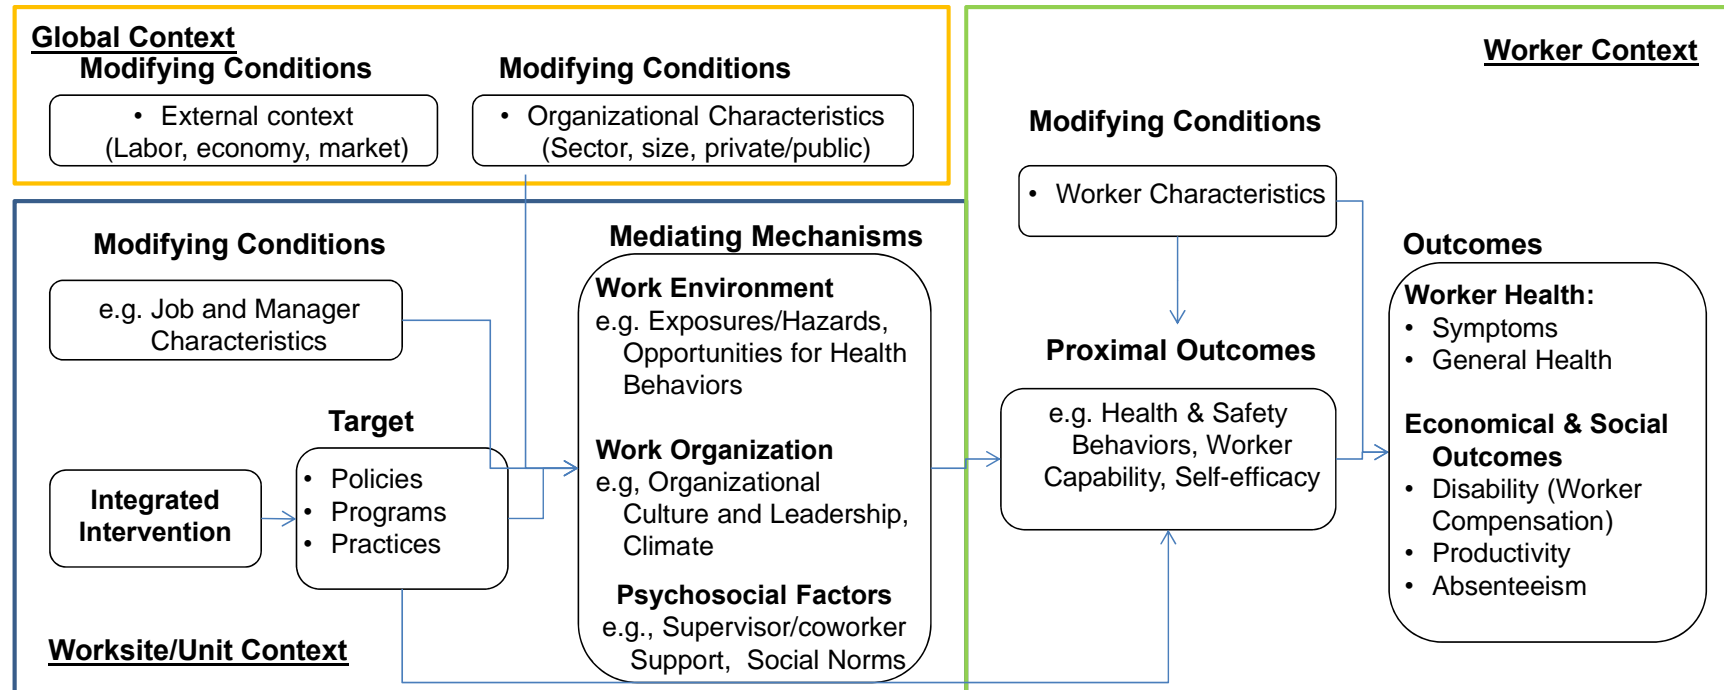 Global Context
Modifying Conditions
• External context
(Labor, economy, market)
Modifying Conditions
• Organizational Characteristics
(Sector, size, private/public)
Worker Context
Modifying Conditions
• Worker Characteristics
Modifying Conditions
e.g. Job and Manager
Characteristics
Mediating Mechanisms
Work Environment
e.g. Exposures/Hazards,
Opportunities for Health
Behaviors
Work Organization
e.g, Organizational
Culture and Leadership,
Climate
Psychosocial Factors
e.g., Supervisor/coworker
Support, Social Norms
Target
• Policies
• Programs
• Practices
Integrated
Intervention
Worksite/Unit Context
Proximal Outcomes
e.g. Health & Safety
Behaviors, Worker
Capability, Self-efficacy
Outcomes
Worker Health:
• Symptoms
• General Health
Economical & Social
Outcomes
• Disability (Worker
Compensation)
• Productivity
• Absenteeism